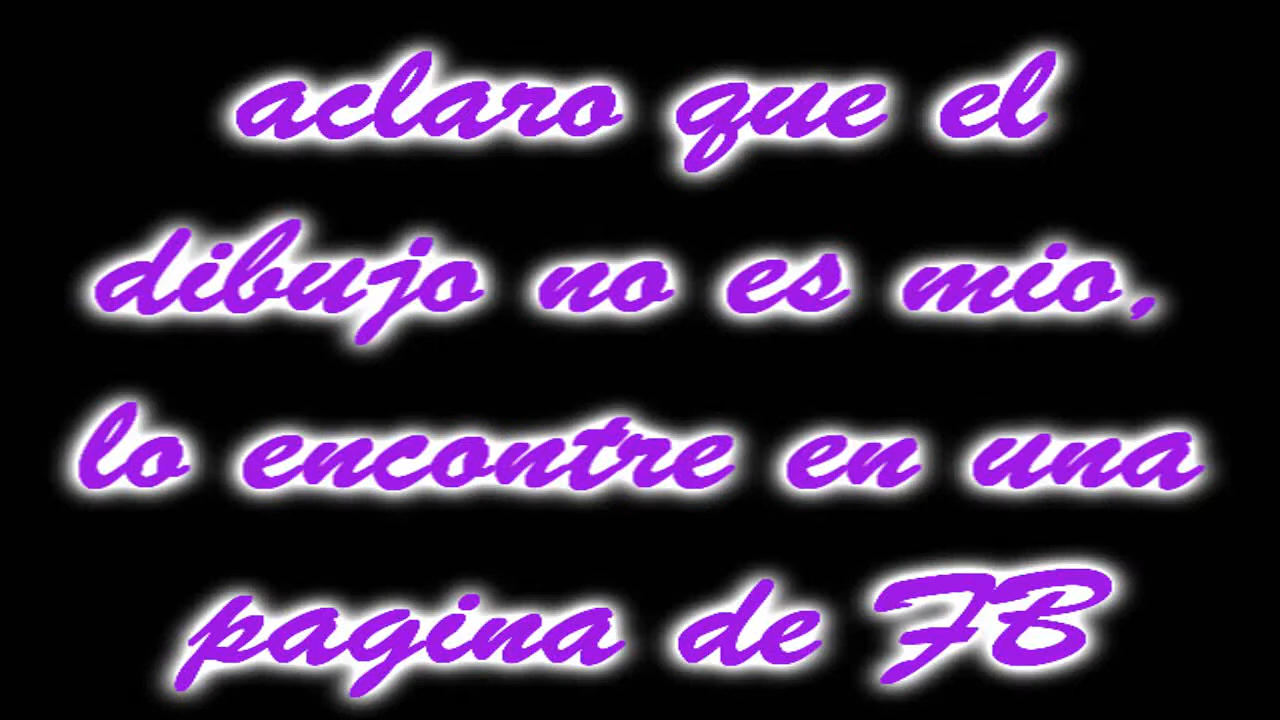 aclaro que el
dibujo no es mio,
lo encontre en una
pagina de FB